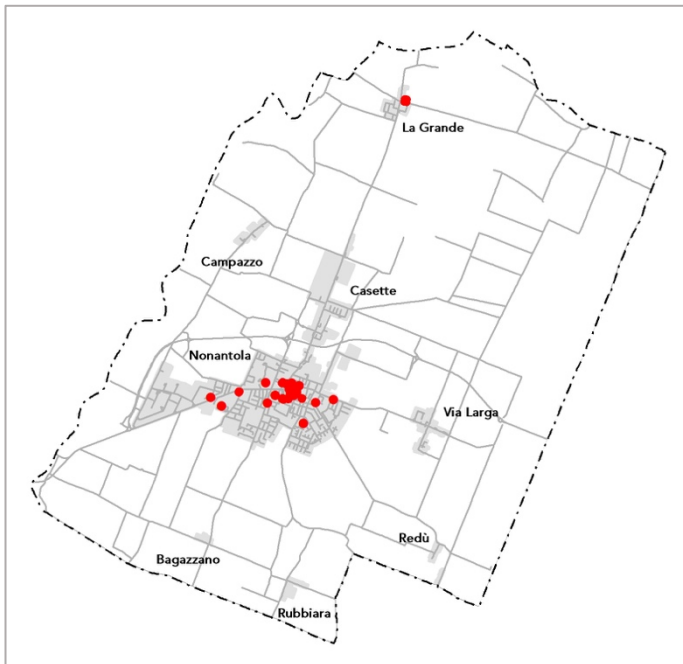 La Grande
Campazzo
Casette
Nonantola
Via Larga
Redù
Bagazzano
Rubbiara